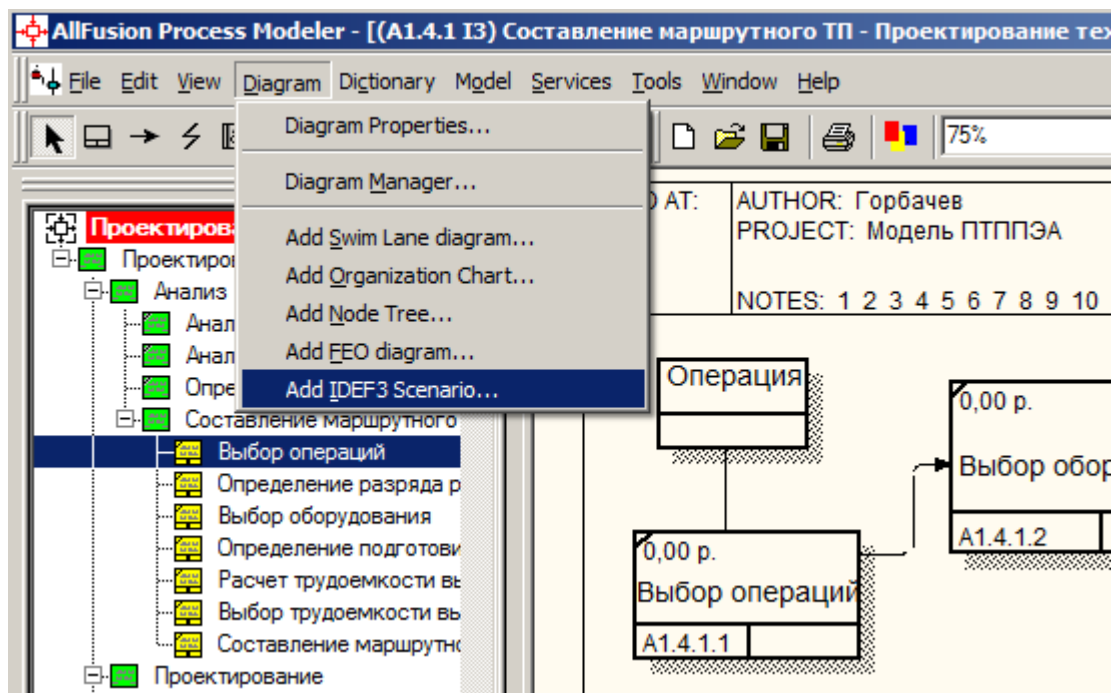 AllFusion Process Modeler - [(A1.4.1 I3) Составление маршрутного ТП - Проектирование тех
File Edit View Diagram Dictionary Model Services Tools Window Help
Diagram Properties...
75%
Diagram Manager...
Add Swim Lane diagram...
Add Organization Chart...
Add Node Tree...
Add FEO diagram...
Add IDEF3 Scenario...
Проектиров
Проектиро
Анализ
Анал
Анал
Опре
Составление маршрутного
Выбор операций
Определение разряда р
Выбор оборудования
Определение подготови
Расчет трудоемкости вы
Выбор трудоемкости вы
Составление маршрутно
Проектирование
AT:
AUTHOR: Горбачев
PROJECT: Модель ПТППЭА
NOTES: 1 2 3 4 5 6 7 8 9 10
Операция
0,00 р.
Выбор обор
A1.4.1.2
0,00 р.
Выбор операций
A1.4.1.1